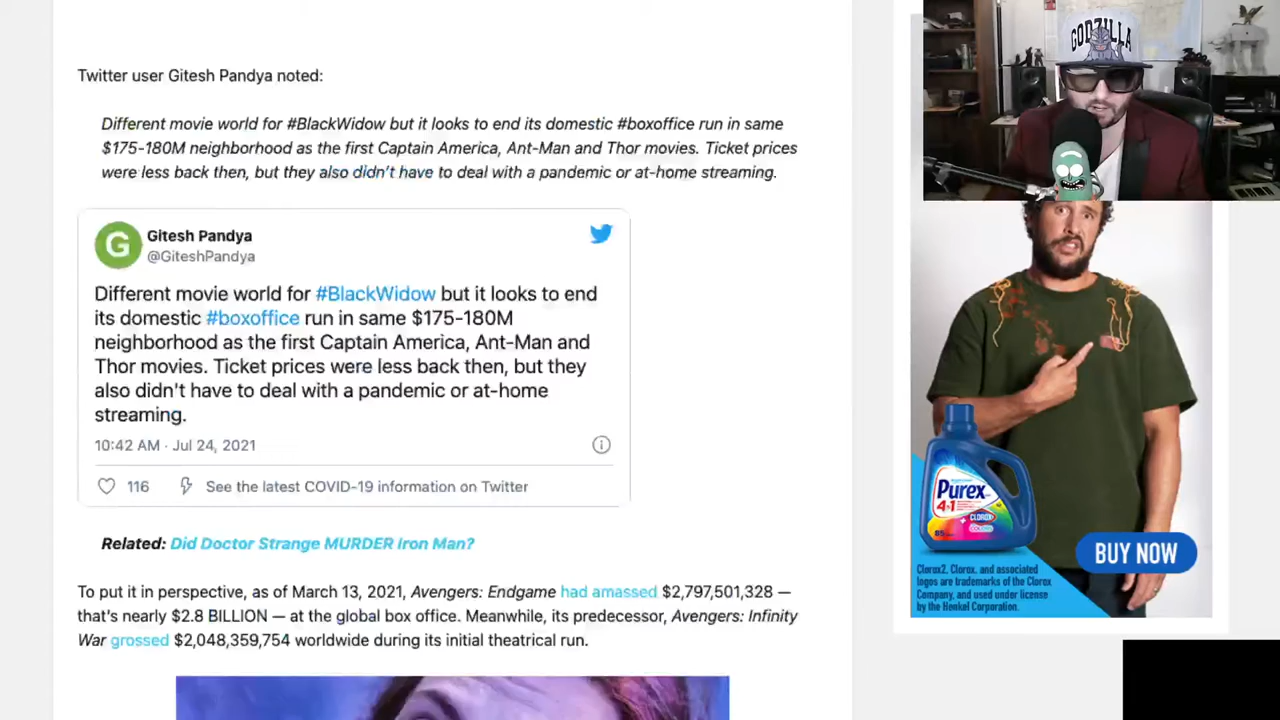 Twitter user Gitesh Pandya noted:
Different movie world for #BlackWidow but it looks to end its domestic #boxoffice run in same
$175-180M neighborhood as the first Captain America, Ant-Man and Thor movies. Ticket prices
were less back then, but they also didn't have to deal with a pandemic or at-home streaming.
G
Gitesh Pandya
@GiteshPandya
Different movie world for #BlackWidow but it looks to end
its domestic #boxoffice run in same $175-180M
neighborhood as the first Captain America, Ant-Man and
Thor movies. Ticket prices were less back then, but they
also didn't have to deal with a pandemic or at-home
streaming.
10:42 AM · Jul 24, 2021
116 See the latest COVID-19 information on Twitter
Related: Did Doctor Strange MURDER Iron Man?
To put it in perspective, as of March 13, 2021, Avengers: Endgame had amassed $2,797,501,328 —
that's nearly $2.8 BILLION — at the global box office. Meanwhile, its predecessor, Avengers: Infinity
War grossed $2,048,359,754 worldwide during its initial theatrical run.
GODZILLA
Purex
4in1
CLOROX
BUY NOW
Clorox2, Clorox, and associated
logos are trademarks of the Clorox
Company, and used under license
by the Henkel Corporation.